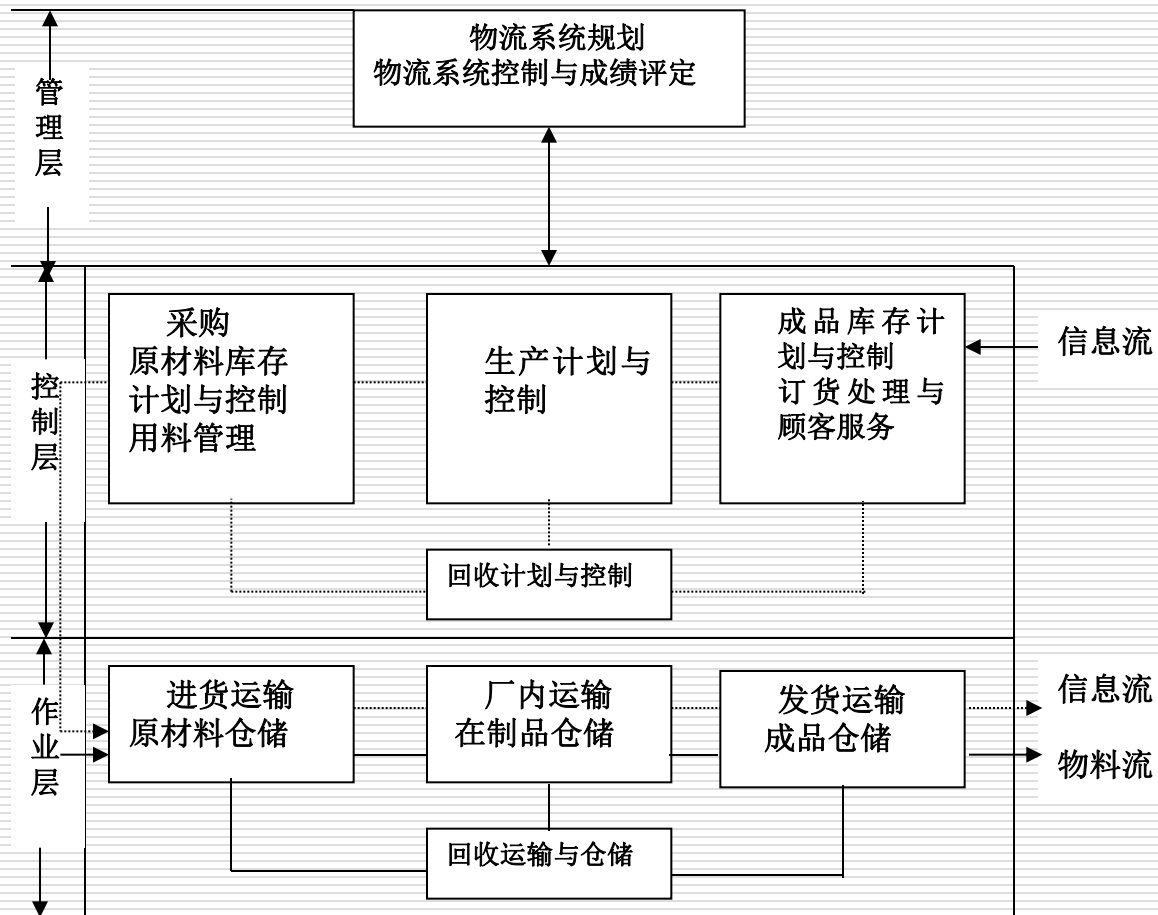 物流系统规划
物流系统控制与成绩评定
管
理
层
采购
原材料库存
计划与控制
用料管理
生产计划与
控制
成品库存计
划与控制
订货处理与
顾客服务
信息流
控
制
层
回收计划与控制
进货运输
原材料仓储
厂内运输
在制品仓储
发货运输
成品仓储
信息流
物料流
作
业
层
回收运输与仓储